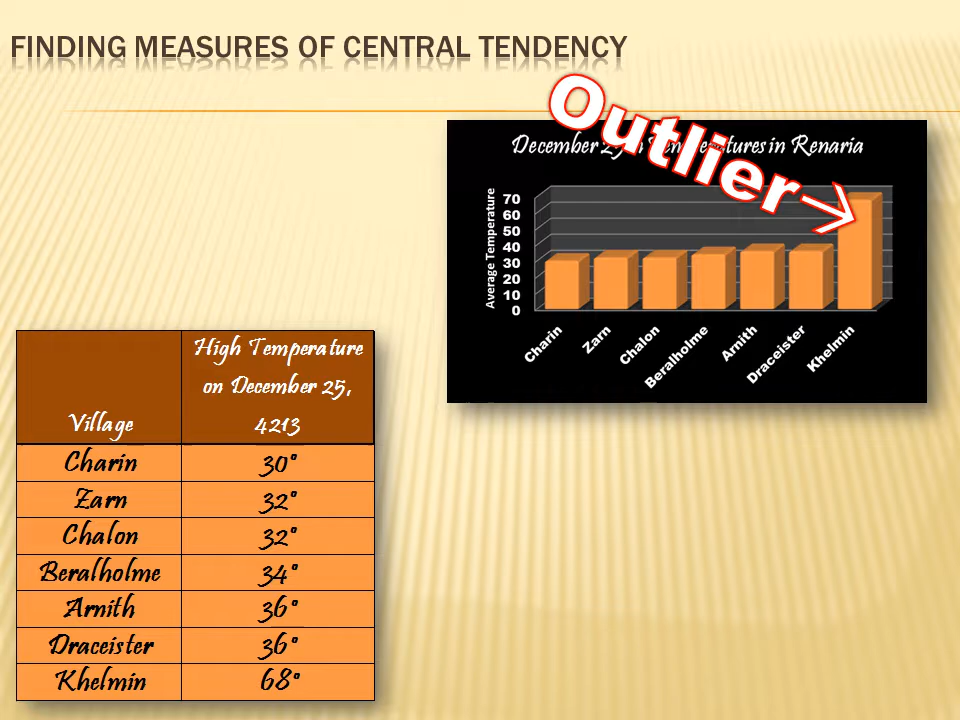 FINDING MEASURES OF CENTRAL TENDENCY
Outlier→
December 25th Temperatures in Renaria
Average Temperature
70
60
50
40
30
20
10
0
Charin
Zarn
Chalon
Beralholme
Arnith
Draceister
Khelmin
Village
High Temperature
on December 25,
4213
Charin 30°
Zarn 32°
Chalon 32°
Beralholme 34°
Arnith 36°
Draceister 36°
Khelmin 68°